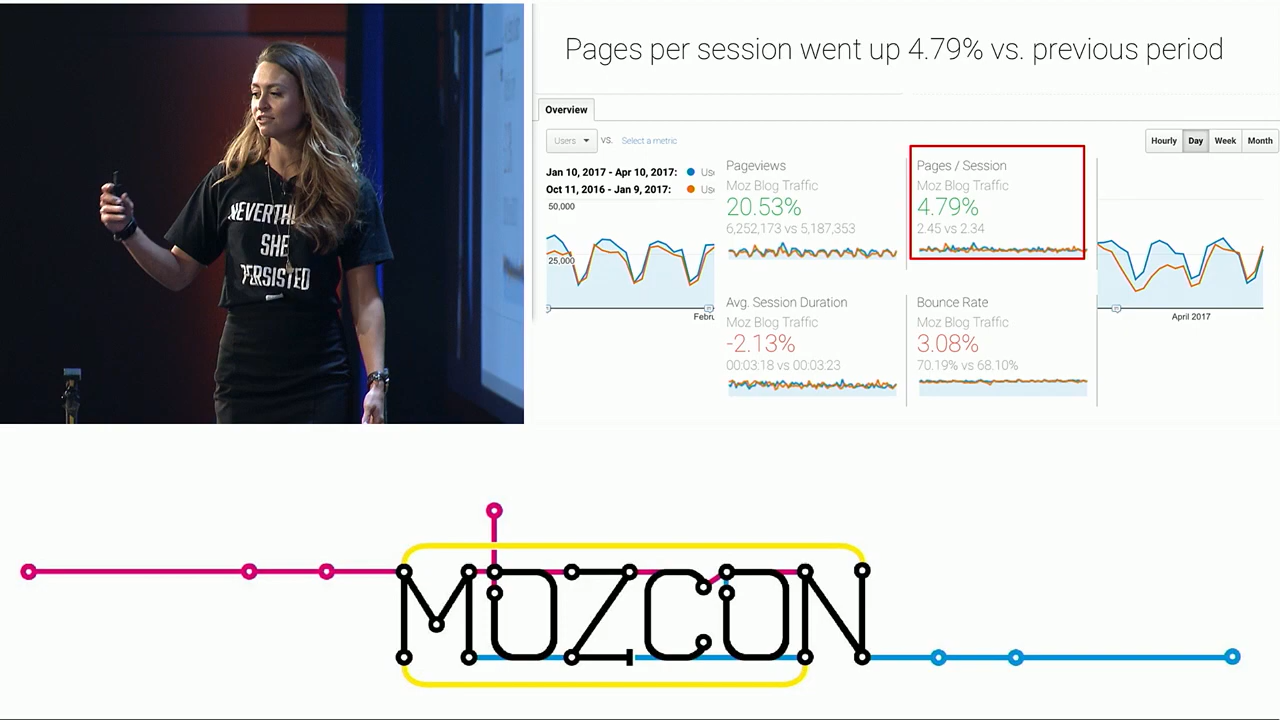 NEVERTH
SHE
PERSISTED
Pages per session went up 4.79% vs. previous period
Overview
Users
VS.
Select a metric
Hourly
Day
Week
Month
Jan 10, 2017 - Apr 10, 2017:
Oct 11, 2016 - Jan 9, 2017:
50,000
25,000
Pageviews
Moz Blog Traffic
20.53%
6,252,173 vs 5,187,353
Pages / Session
Moz Blog Traffic
4.79%
2.45 vs 2.34
Avg. Session Duration
Moz Blog Traffic
-2.13%
00:03:18 vs 00:03:23
Bounce Rate
Moz Blog Traffic
3.08%
70.19% vs 68.10%
April 2017
MOZCON